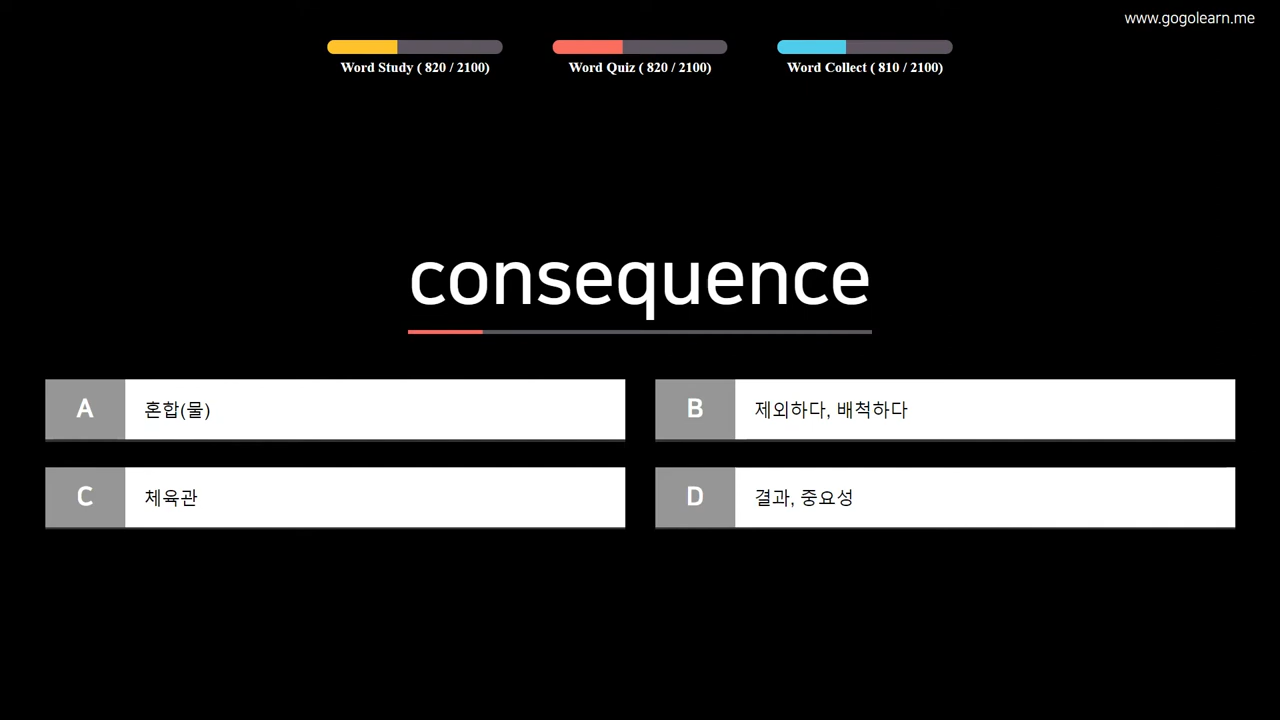 www.gogolearn.me
Word Study ( 820 / 2100)
Word Quiz ( 820 / 2100)
Word Collect ( 810 / 2100)
consequence
A 혼합(물)
B 제외하다, 배척하다
C 체육관
D 결과, 중요성